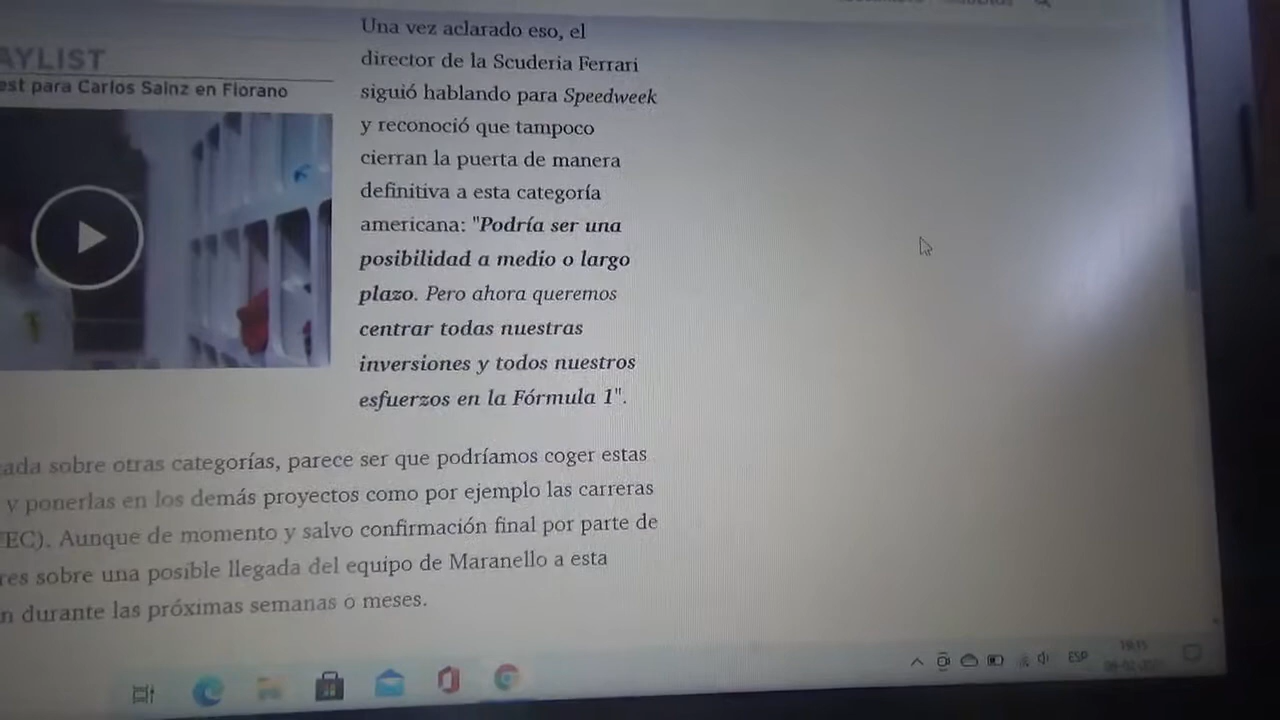 AYLIST
est para Carlos Sainz en Fiorano
Una vez aclarado eso, el
director de la Scuderia Ferrari
siguió hablando para Speedweek
y reconoció que tampoco
cierran la puerta de manera
definitiva a esta categoría
americana: "Podría ser una
posibilidad a medio o largo
plazo. Pero ahora queremos
centrar todas nuestras
inversiones y todos nuestros
esfuerzos en la Fórmula 1".
ada sobre otras categorías, parece ser que podríamos coger estas
y ponerlas en los demás proyectos como por ejemplo las carreras
EC). Aunque de momento y salvo confirmación final por parte de
res sobre una posible llegada del equipo de Maranello a esta
n durante las próximas semanas o meses.
ESP